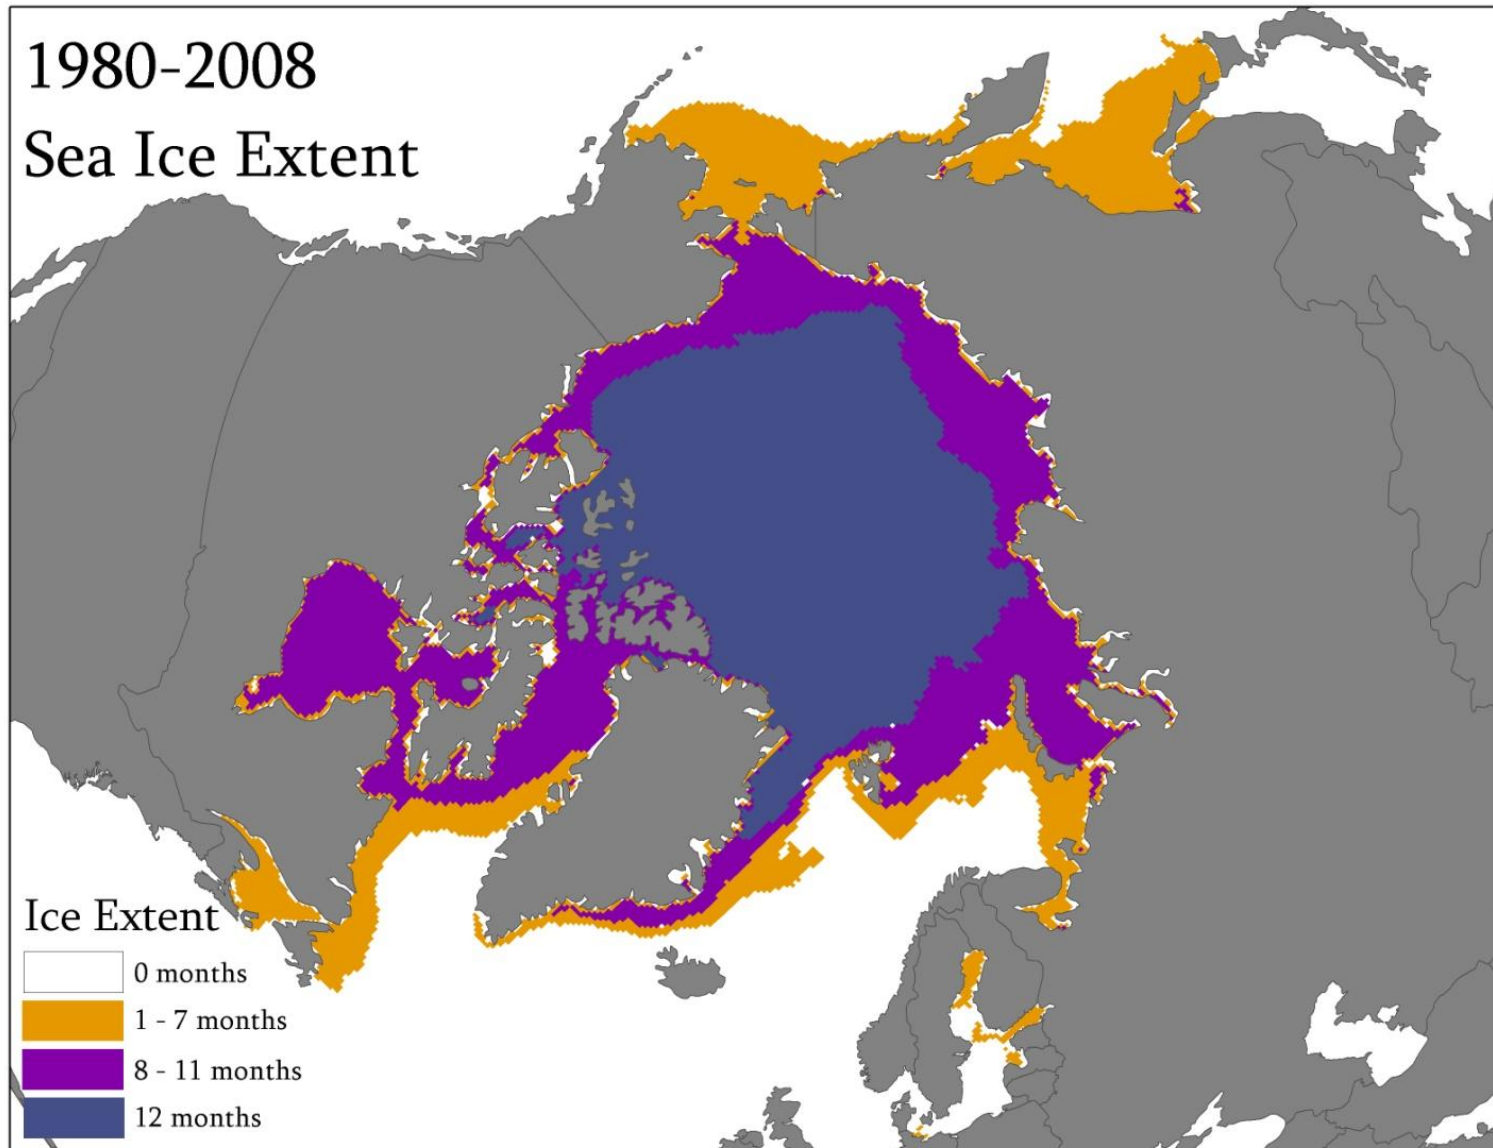 1980-2008
Sea Ice Extent
Ice Extent
0 months
1 - 7 months
8 - 11 months
12 months